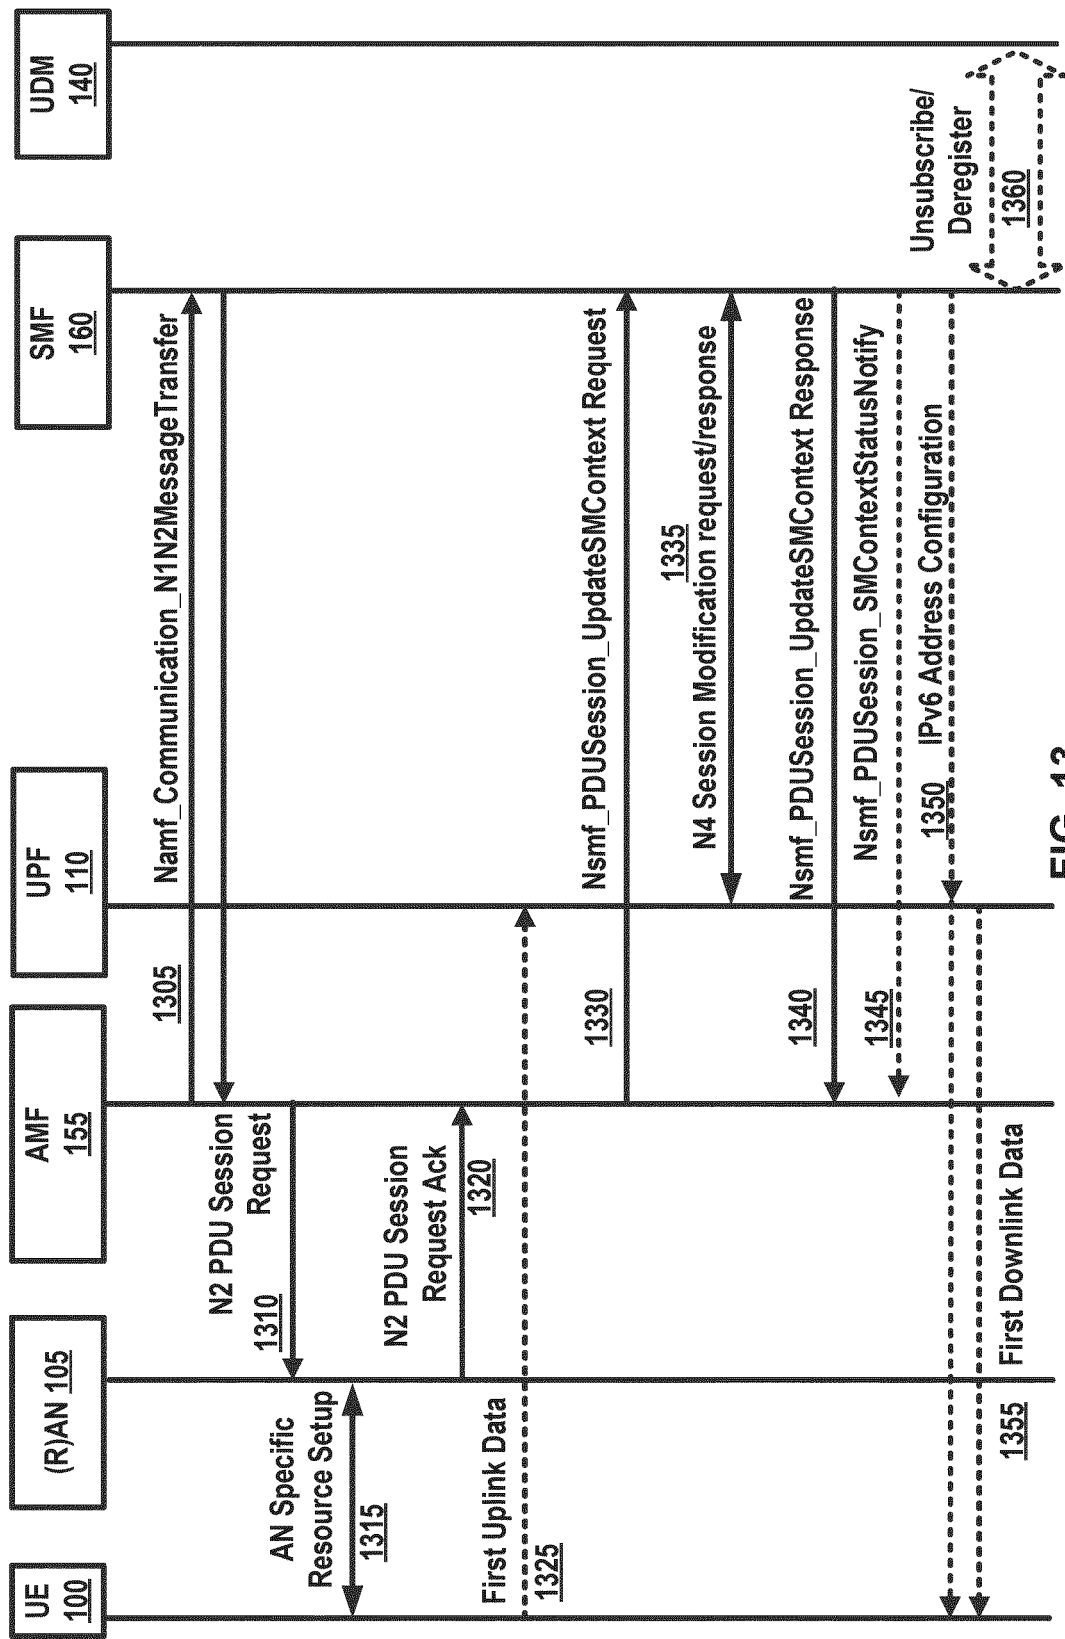 UE
100
(R)AN 105
AMF
155
UPF
110
SMF
160
UDM
140
1305
Namf_Communication_N1N2MessageTransfer
N2 PDU Session
Request
1310
AN Specific
Resource Setup
1315
N2 PDU Session
Request Ack
1320
First Uplink Data
1325
1330
Nsmf_PDUSession_UpdateSMContext Request
1335
N4 Session Modification request/response
1340
Nsmf_PDUSession_UpdateSMContext Response
1345
Nsmf_PDUSession_SMContextStatusNotify
1350
IPv6 Address Configuration
First Downlink Data
1355
Unsubscribe/
Deregister
1360
FIG. 13